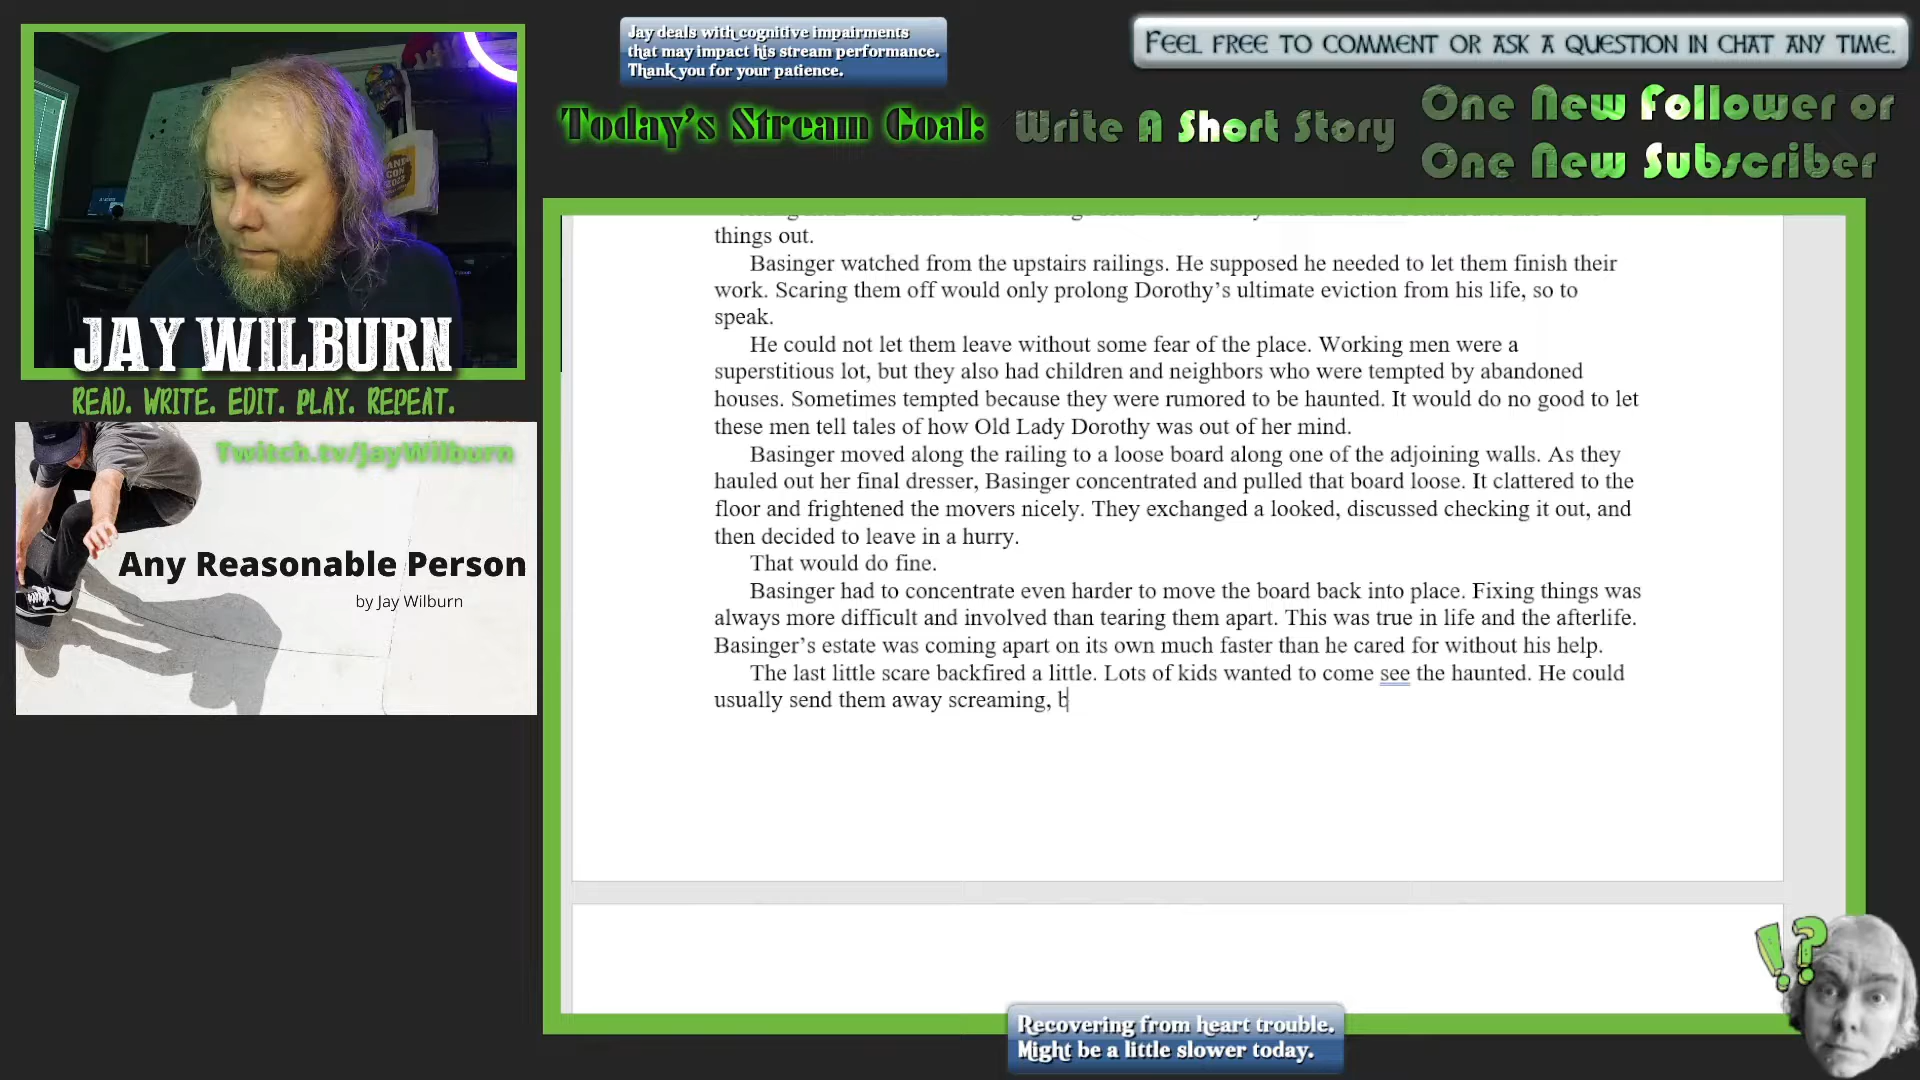 Jay deals with cognitive impairments
that may impact his stream performance.
Thank you for your patience.
FEEL FREE TO COMMENT OR ASK A QUESTION IN CHAT ANY TIME.
Today's Stream Goal:
Write A Short Story
One New Follower or
One New Subscriber
AND
CON
2022
JAY WILBURN
READ. WRITE. EDIT. PLAY. REPEAT.
Twitch.tv/JayWilburn
Any Reasonable Person
by Jay Wilburn
things out.
Basinger watched from the upstairs railings. He supposed he needed to let them finish their
work. Scaring them off would only prolong Dorothy’s ultimate eviction from his life, so to
speak.
He could not let them leave without some fear of the place. Working men were a
superstitious lot, but they also had children and neighbors who were tempted by abandoned
houses. Sometimes tempted because they were rumored to be haunted. It would do no good to let
these men tell tales of how Old Lady Dorothy was out of her mind.
Basinger moved along the railing to a loose board along one of the adjoining walls. As they
hauled out her final dresser, Basinger concentrated and pulled that board loose. It clattered to the
floor and frightened the movers nicely. They exchanged a looked, discussed checking it out, and
then decided to leave in a hurry.
That would do fine.
Basinger had to concentrate even harder to move the board back into place. Fixing things was
always more difficult and involved than tearing them apart. This was true in life and the afterlife.
Basinger’s estate was coming apart on its own much faster than he cared for without his help.
The last little scare backfired a little. Lots of kids wanted to come see the haunted. He could
usually send them away screaming, b
!?
Recovering from heart trouble.
Might be a little slower today.